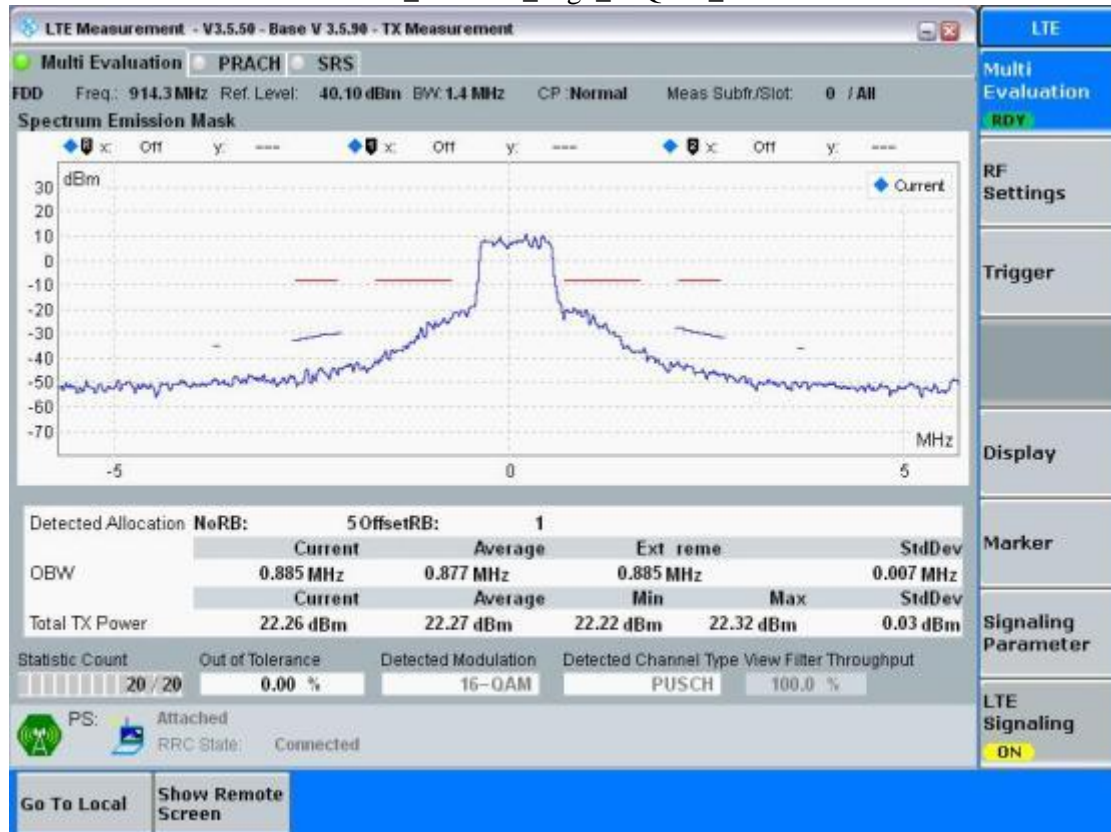 LTE Measurement - V3.5.50 - Base V 3.5.90 - TX Measurement
LTE
Multi Evaluation PRACH SRS
Multi
Evaluation
RDY
FDD Freq.: 914.3 MHz Ref. Level: 40.10 dBm BW: 1.4 MHz CP :Normal Meas Subfr./Slot: 0 / All
Spectrum Emission Mask
x: Off y: --- x: Off y: --- x: Off y: ---
dBm
Current
30
20
10
0
-10
-20
-30
-40
-50
-60
-70
MHz
-5 0 5
RF
Settings
Trigger
Display
Marker
Signaling
Parameter
LTE
Signaling
ON
Detected Allocation NoRB: 5 OffsetRB: 1
Current Average Ext reme StdDev
OBW 0.885 MHz 0.877 MHz 0.885 MHz 0.007 MHz
Current Average Min Max StdDev
Total TX Power 22.26 dBm 22.27 dBm 22.22 dBm 22.32 dBm 0.03 dBm
Statistic Count Out of Tolerance Detected Modulation Detected Channel Type View Filter Throughput
20 / 20 0.00 % 16-QAM PUSCH 100.0 %
PS: Attached
RRC State: Connected
Go To Local
Show Remote
Screen